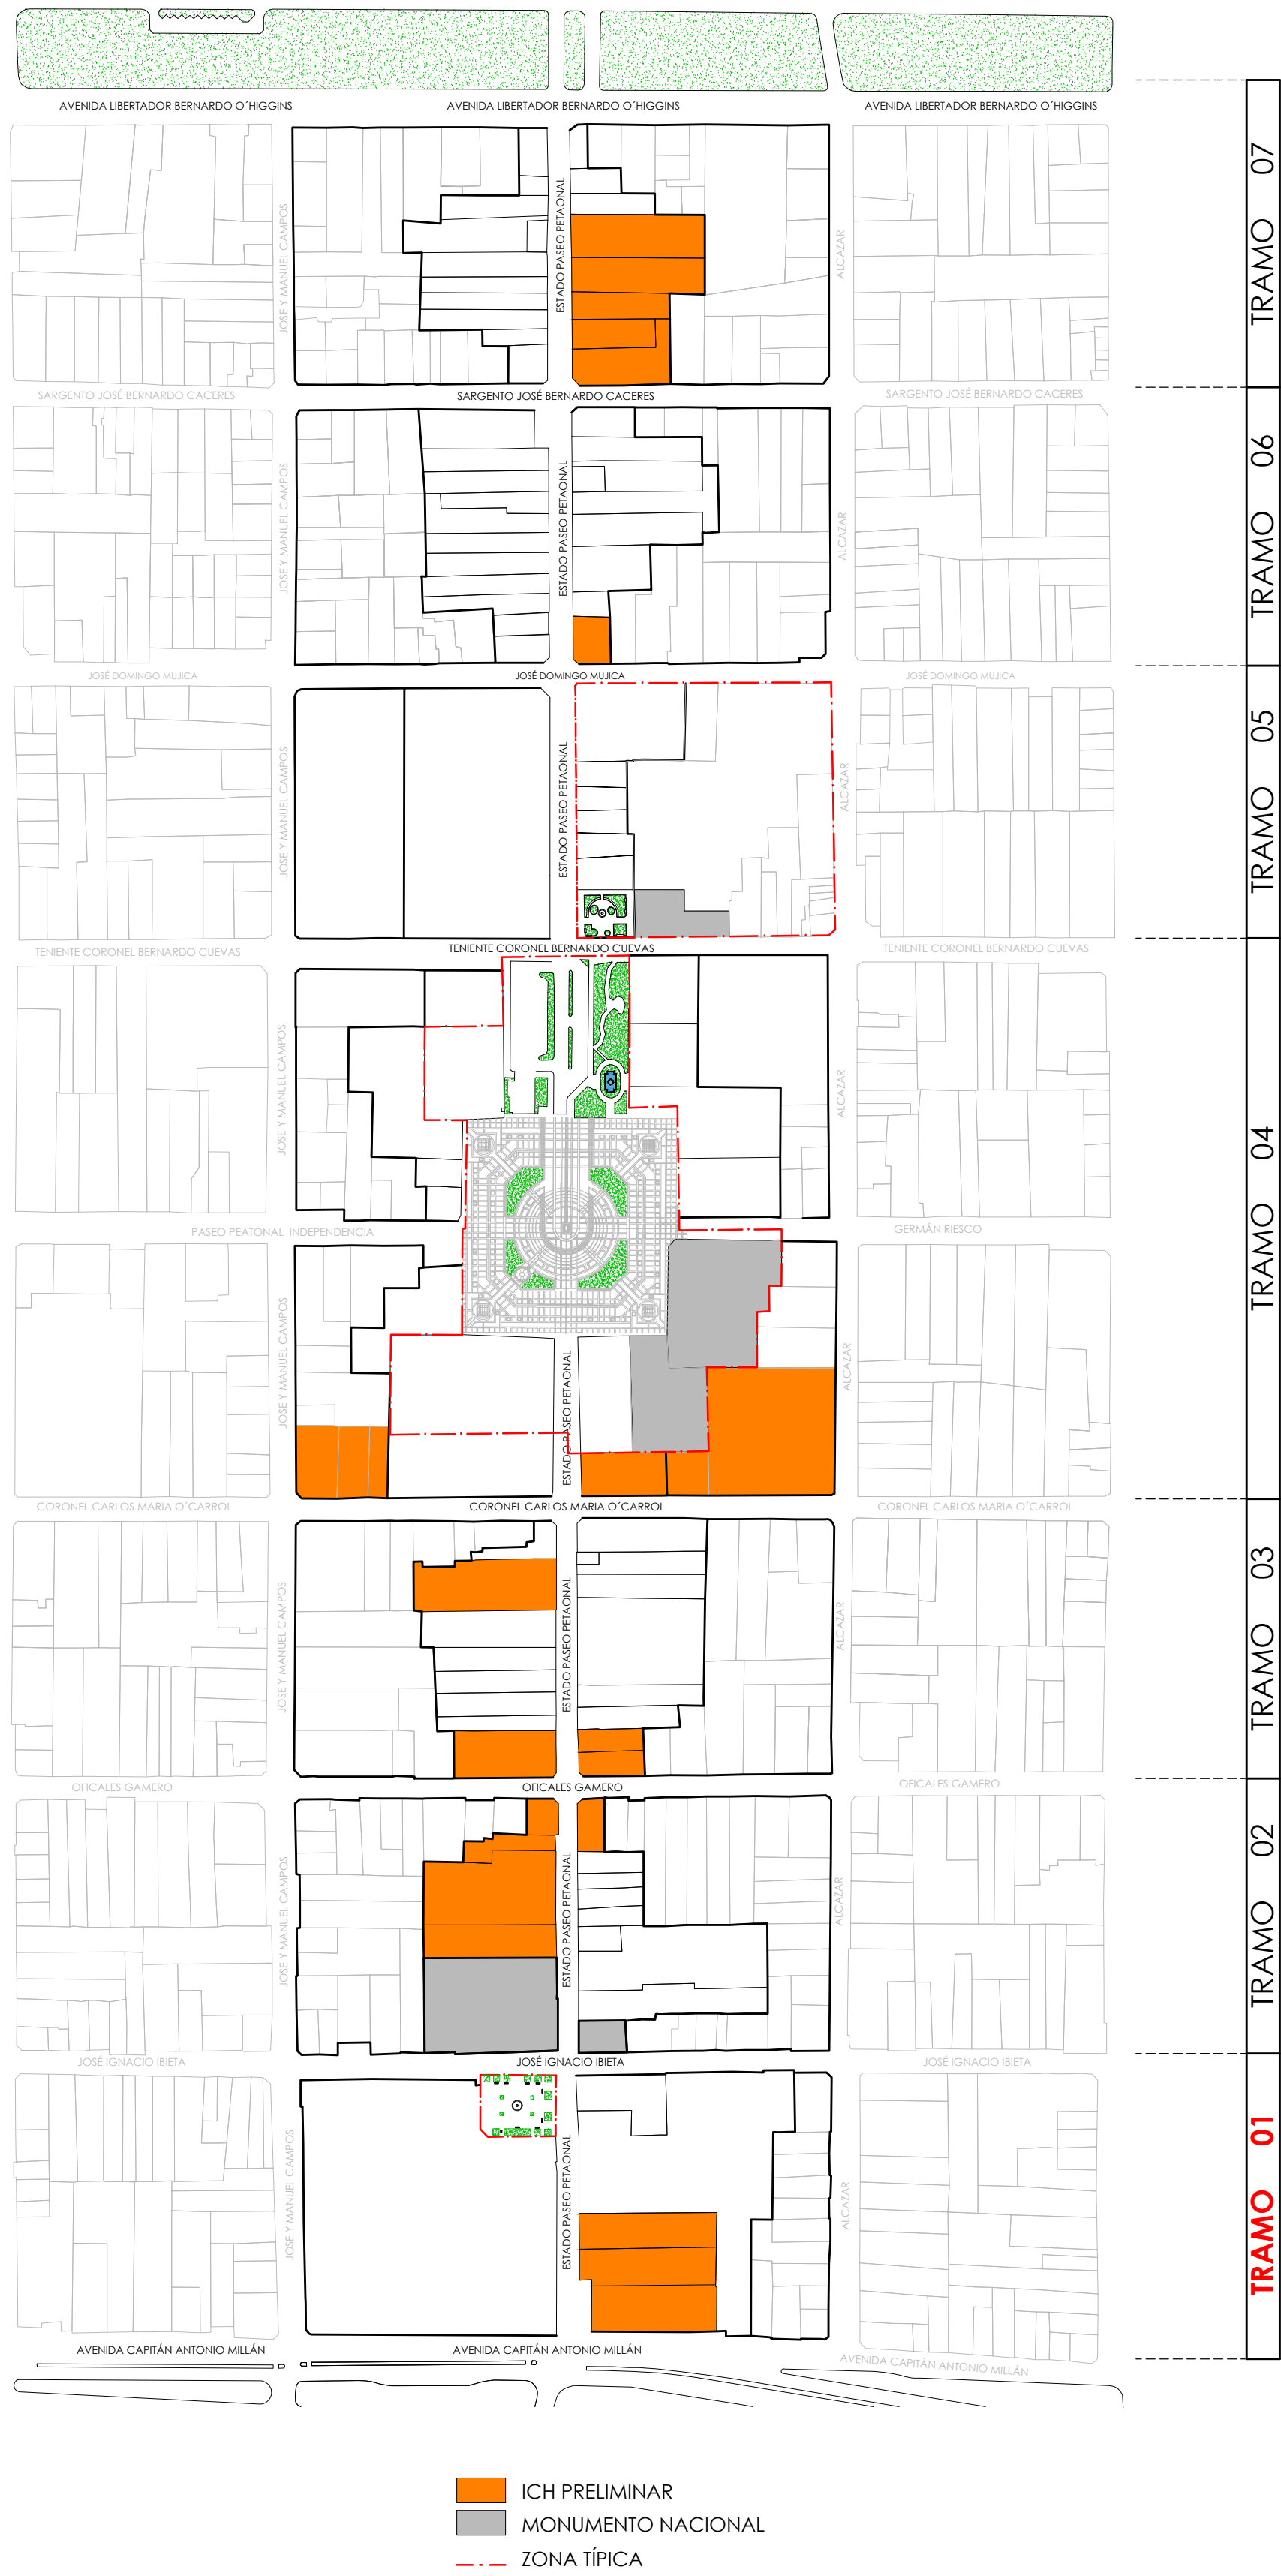 AVENIDA LIBERTADOR BERNARDO O´HIGGINS
AVENIDA LIBERTADOR BERNARDO O´HIGGINS
AVENIDA LIBERTADOR BERNARDO O´HIGGINS
JOSE Y MANUEL CAMPOS
ESTADO PASEO PETAONAL
ALCAZAR
TRAMO 07
SARGENTO JOSÉ BERNARDO CACERES
SARGENTO JOSÉ BERNARDO CACERES
SARGENTO JOSÉ BERNARDO CACERES
JOSE Y MANUEL CAMPOS
ESTADO PASEO PETAONAL
ALCAZAR
TRAMO 06
JOSÉ DOMINGO MUJICA
JOSÉ DOMINGO MUJICA
JOSÉ DOMINGO MUJICA
JOSE Y MANUEL CAMPOS
ESTADO PASEO PETAONAL
ALCAZAR
TRAMO 05
TENIENTE CORONEL BERNARDO CUEVAS
TENIENTE CORONEL BERNARDO CUEVAS
TENIENTE CORONEL BERNARDO CUEVAS
JOSE Y MANUEL CAMPOS
ALCAZAR
TRAMO 04
PASEO PEATONAL INDEPENDENCIA
GERMÁN RIESCO
JOSE Y MANUEL CAMPOS
ESTADO PASEO PETAONAL
ALCAZAR
CORONEL CARLOS MARIA O´CARROL
CORONEL CARLOS MARIA O´CARROL
CORONEL CARLOS MARIA O´CARROL
JOSE Y MANUEL CAMPOS
ESTADO PASEO PETAONAL
ALCAZAR
TRAMO 03
OFICALES GAMERO
OFICALES GAMERO
OFICALES GAMERO
JOSE Y MANUEL CAMPOS
ESTADO PASEO PETAONAL
ALCAZAR
TRAMO 02
JOSÉ IGNACIO IBIETA
JOSÉ IGNACIO IBIETA
JOSÉ IGNACIO IBIETA
JOSE Y MANUEL CAMPOS
ESTADO PASEO PETAONAL
ALCAZAR
TRAMO 01
AVENIDA CAPITÁN ANTONIO MILLÁN
AVENIDA CAPITÁN ANTONIO MILLÁN
AVENIDA CAPITÁN ANTONIO MILLÁN
ICH PRELIMINAR
MONUMENTO NACIONAL
ZONA TÍPICA